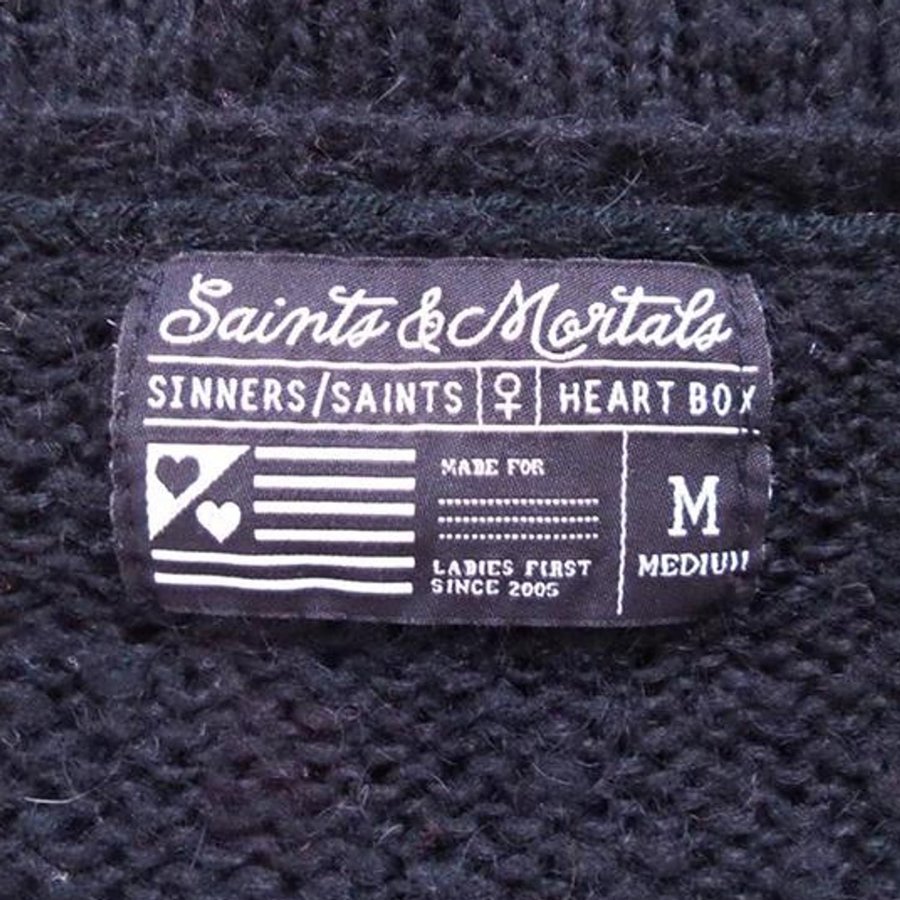 Saints & Mortals
SINNERS/SAINTS ♀ HEART BOX
MADE FOR
LADIES FIRST
SINCE 2005
M
MEDIUM